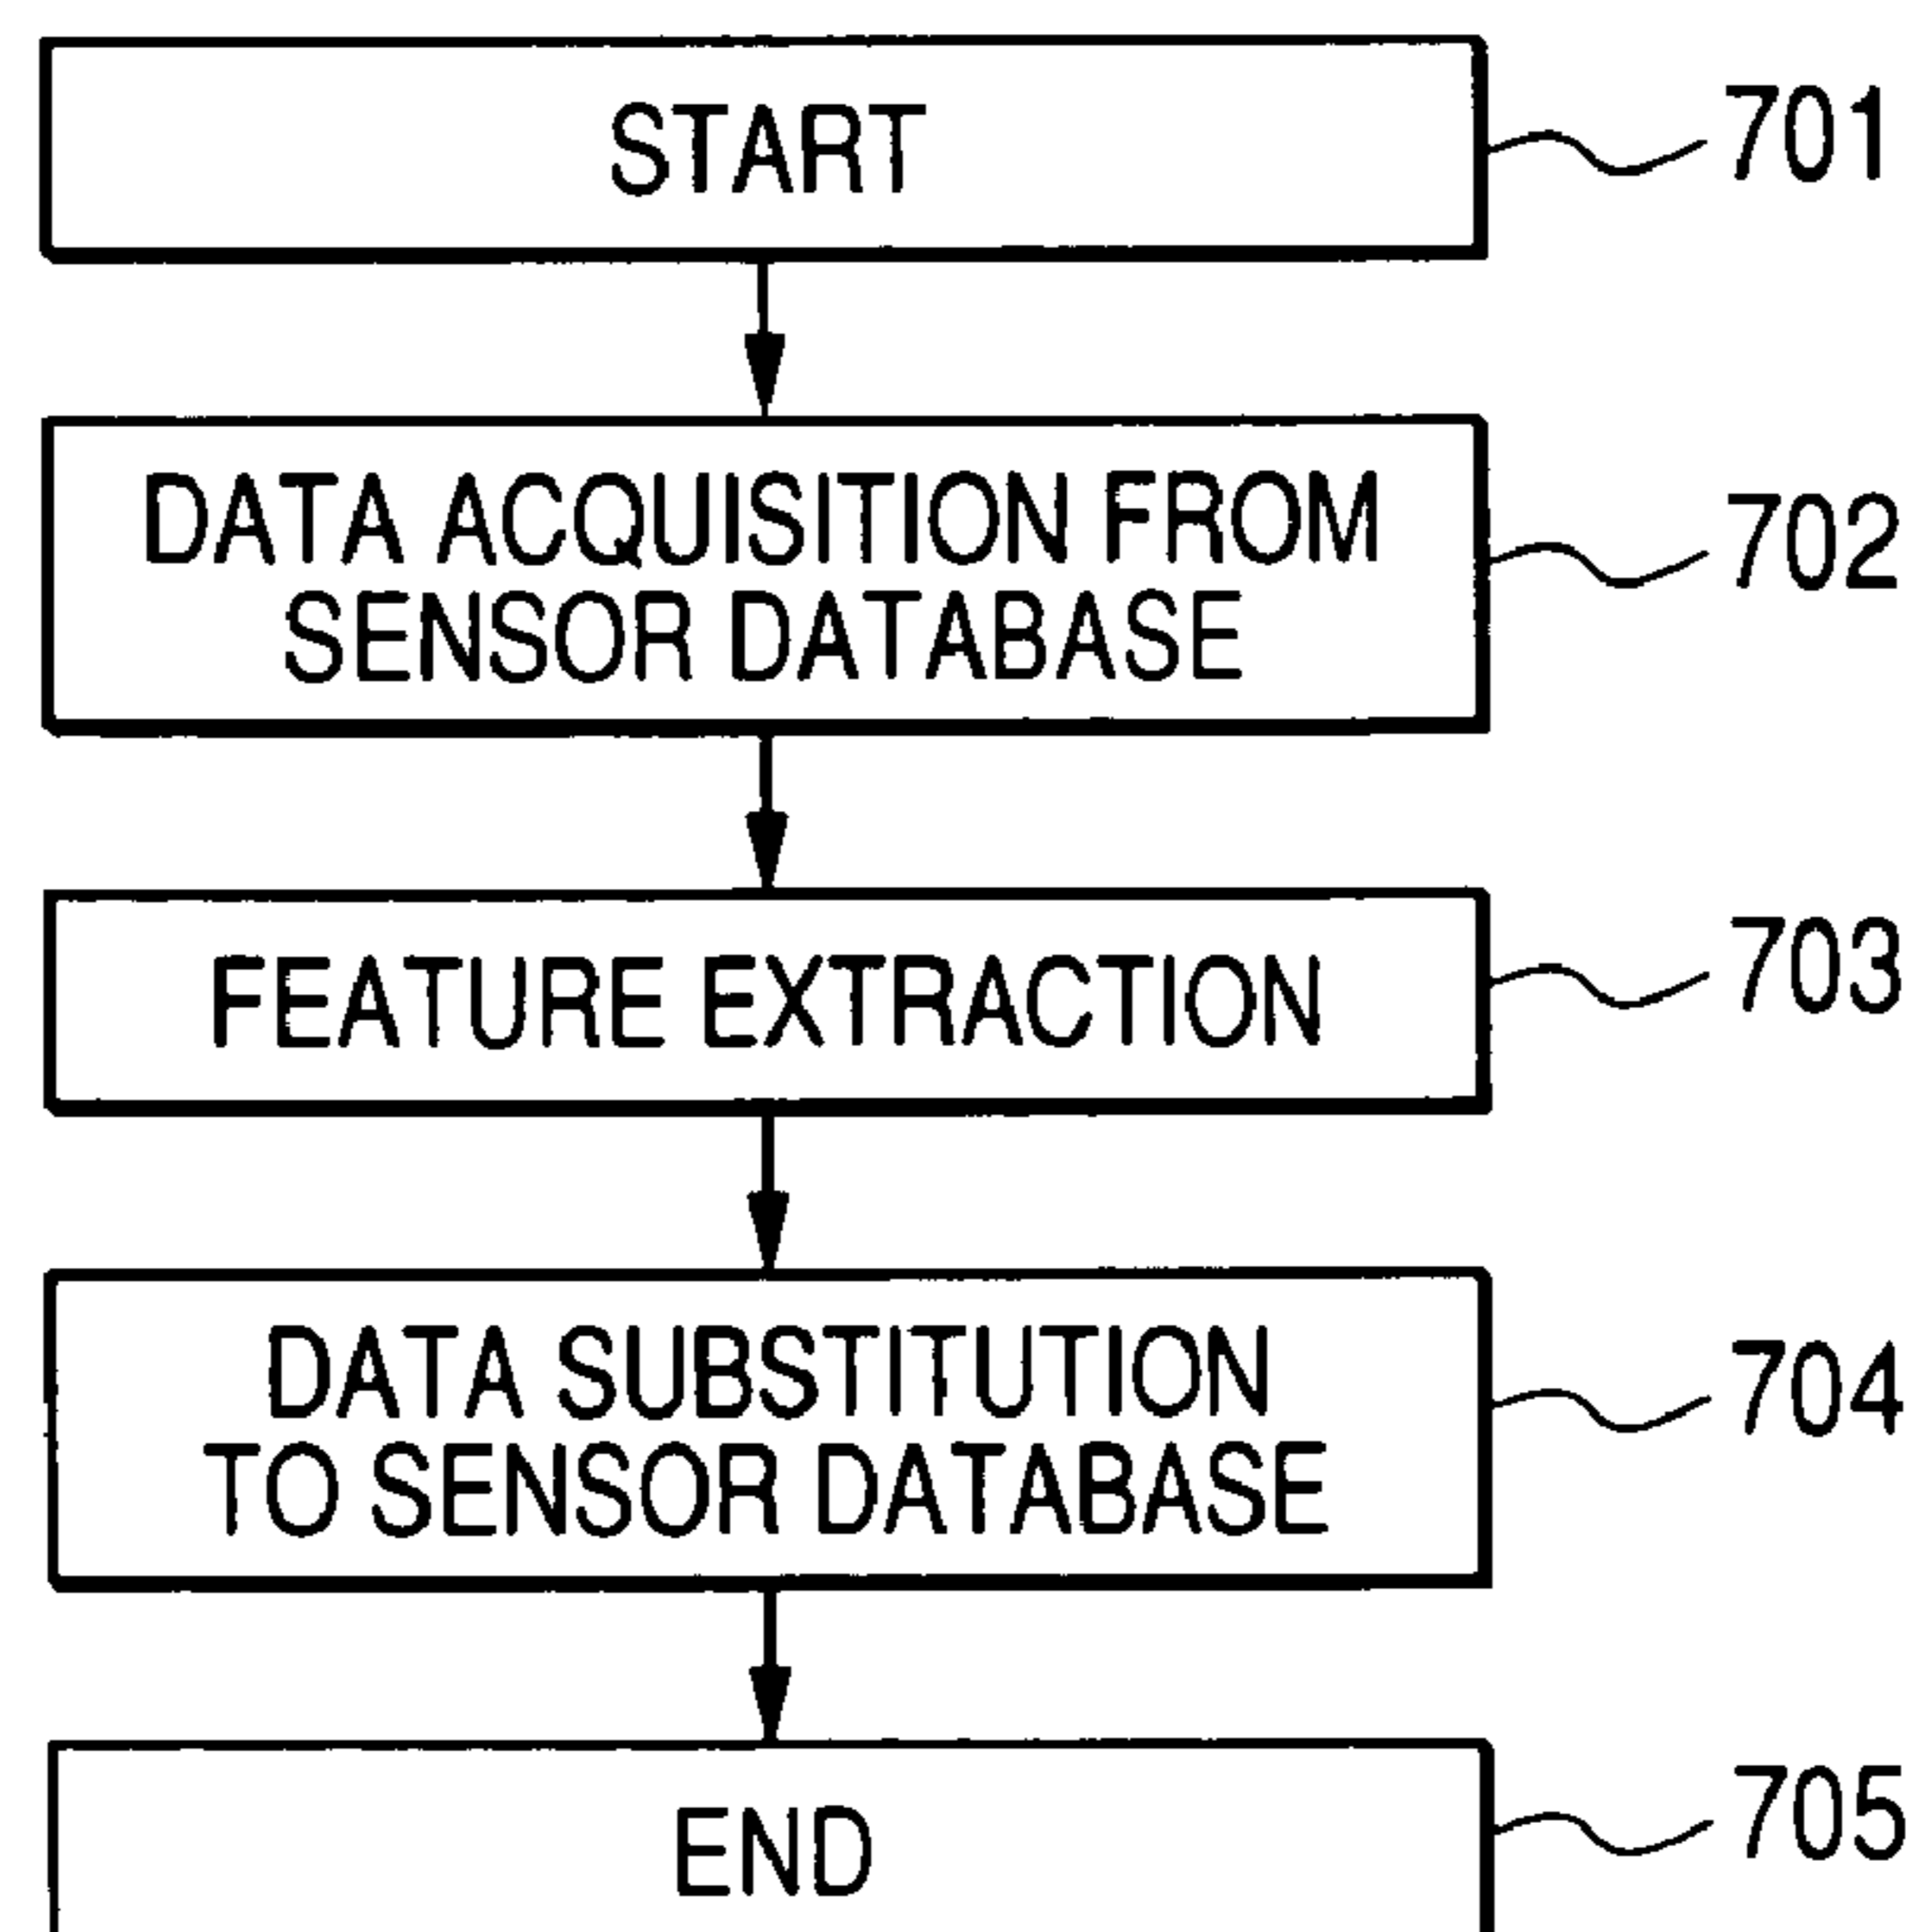 START
701
DATA ACQUISITION FROM
SENSOR DATABASE
702
FEATURE EXTRACTION
703
DATA SUBSTITUTION
TO SENSOR DATABASE
704
END
705